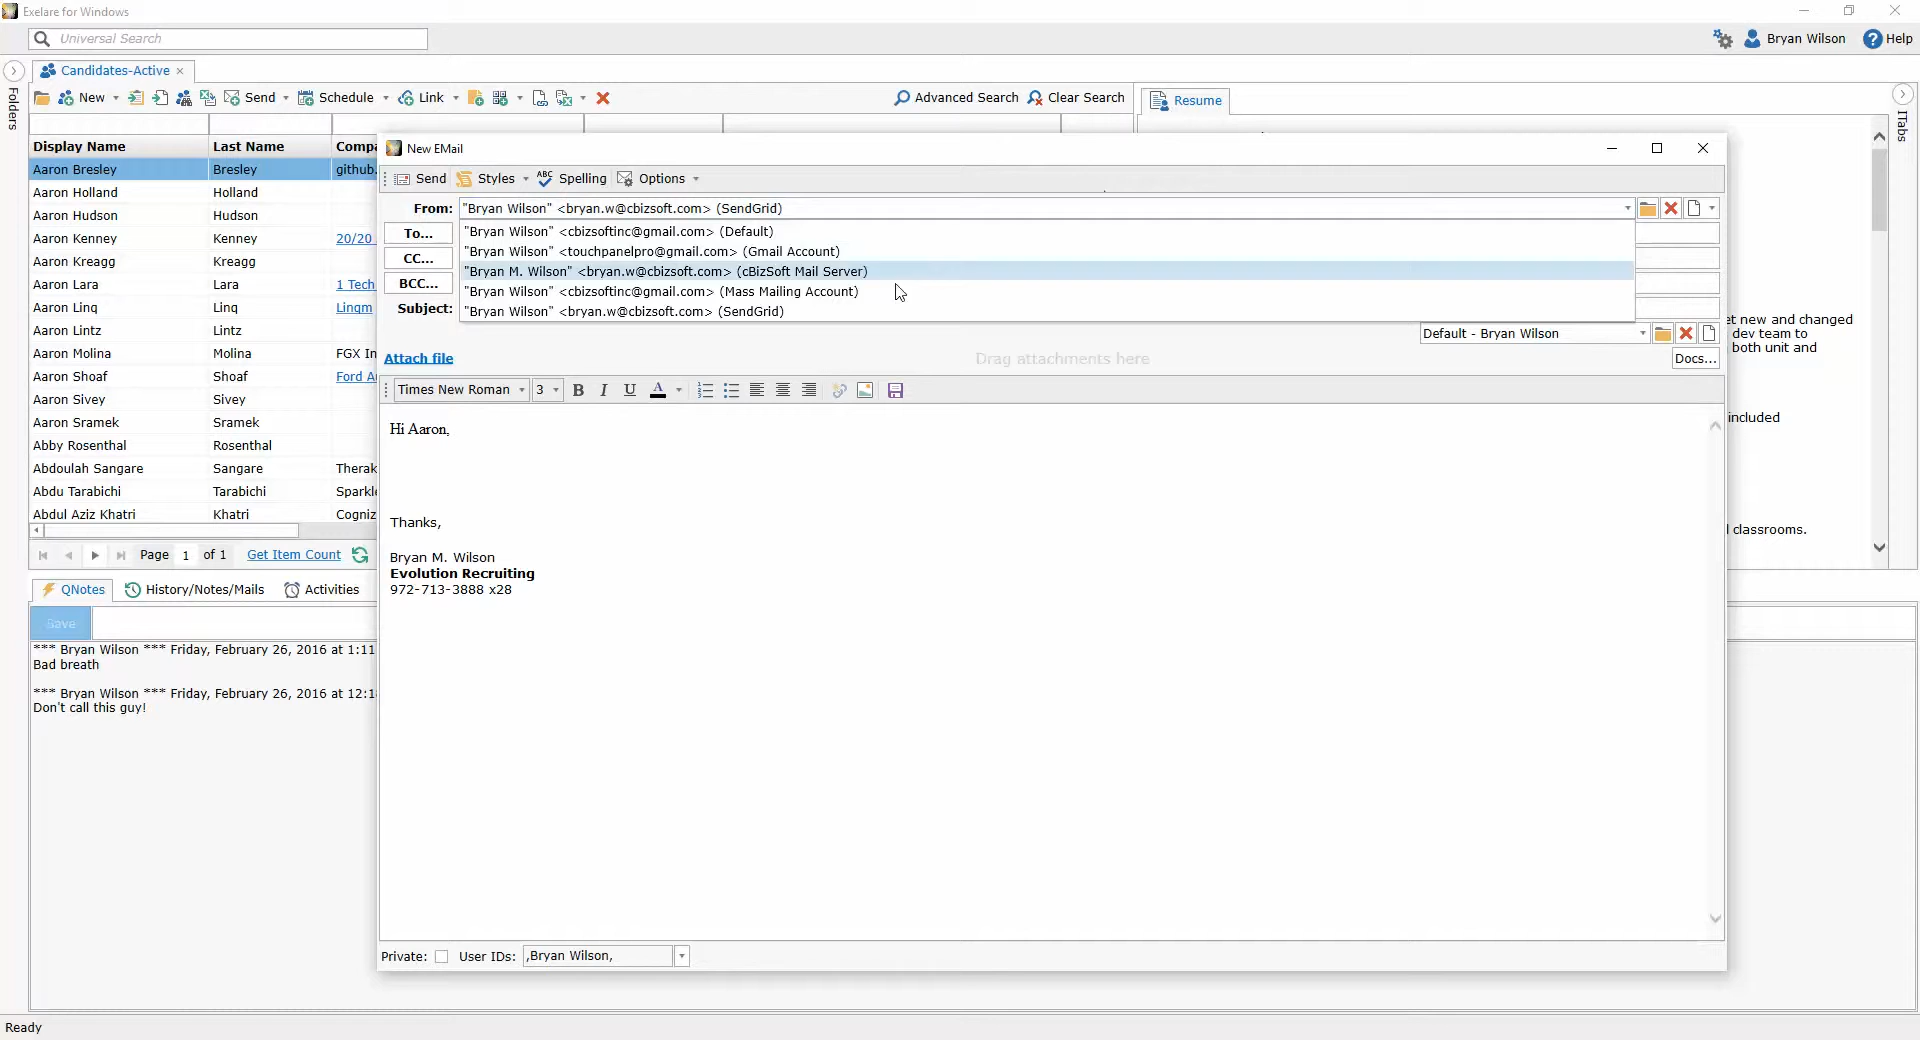 Exelare for Windows
Universal Search
Bryan Wilson
Help
Folders
Candidates-Active ×
New
Send
Schedule
Link
Advanced Search
Clear Search
Resume
ITabs
Display Name Last Name Compa
Aaron Bresley Bresley github.
Aaron Holland Holland
Aaron Hudson Hudson
Aaron Kenney Kenney 20/20
Aaron Kreagg Kreagg
Aaron Lara Lara 1 Tech
Aaron Linq Linq Linqm
Aaron Lintz Lintz
Aaron Molina Molina FGX In
Aaron Shoaf Shoaf Ford Au
Aaron Sivey Sivey
Aaron Sramek Sramek
Abby Rosenthal Rosenthal
Abdoulah Sangare Sangare Therak
Abdu Tarabichi Tarabichi Sparkle
Abdul Aziz Khatri Khatri Cogniz
Page 1 of 1 Get Item Count
QNotes
History/Notes/Mails
Activities
Save
*** Bryan Wilson *** Friday, February 26, 2016 at 1:11
Bad breath
*** Bryan Wilson *** Friday, February 26, 2016 at 12:1
Don't call this guy!
New EMail
Send
Styles
ABC Spelling
Options
From: "Bryan Wilson" <bryan.w@cbizsoft.com> (SendGrid)
"Bryan Wilson" <cbizsoftinc@gmail.com> (Default)
"Bryan Wilson" <touchpanelpro@gmail.com> (Gmail Account)
"Bryan M. Wilson" <bryan.w@cbizsoft.com> (cBizSoft Mail Server)
"Bryan Wilson" <cbizsoftinc@gmail.com> (Mass Mailing Account)
"Bryan Wilson" <bryan.w@cbizsoft.com> (SendGrid)
To...
CC...
BCC...
Subject:
Default - Bryan Wilson
Attach file
Drag attachments here
Docs...
Times New Roman 3 B I U A
Hi Aaron,
Thanks,
Bryan M. Wilson
Evolution Recruiting
972-713-3888 x28
Private:
User IDs: ,Bryan Wilson,
et new and changed
dev team to
both unit and
included
classrooms.
Ready